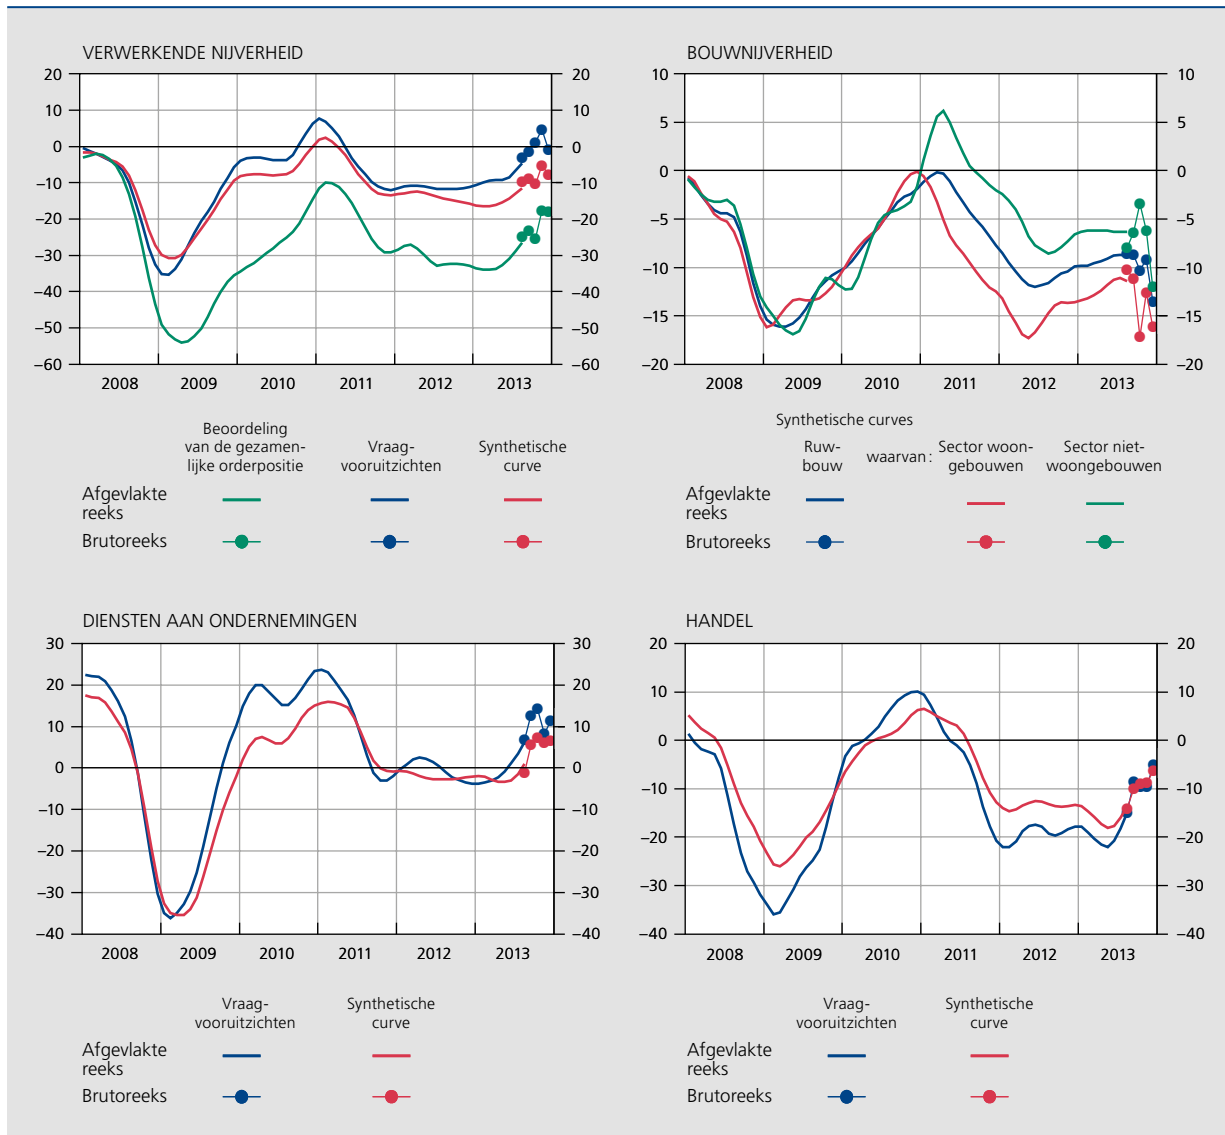 VERWERKENDE NIJVERHEID
20 20
10 10
0 0
–10 –10
–20 –20
–30 –30
–40 –40
–50 –50
–60 –60
2008 2009 2010 2011 2012 2013
Beoordeling
van de gezamen-
lijke orderpositie
Vraag-
vooruitzichten
Synthetische
curve
Afgevlakte
reeks
Brutoreeks
BOUWNIJVERHEID
10 10
5 5
0 0
–5 –5
–10 –10
–15 –15
–20 –20
2008 2009 2010 2011 2012 2013
Synthetische curves
Ruw-
bouw
waarvan :
Sector woon-
gebouwen
Sector niet-
woongebouwen
Afgevlakte
reeks
Brutoreeks
DIENSTEN AAN ONDERNEMINGEN
30 30
20 20
10 10
0 0
–10 –10
–20 –20
–30 –30
–40 –40
2008 2009 2010 2011 2012 2013
Vraag-
vooruitzichten
Synthetische
curve
Afgevlakte
reeks
Brutoreeks
HANDEL
20 20
10 10
0 0
–10 –10
–20 –20
–30 –30
–40 –40
2008 2009 2010 2011 2012 2013
Vraag-
vooruitzichten
Synthetische
curve
Afgevlakte
reeks
Brutoreeks